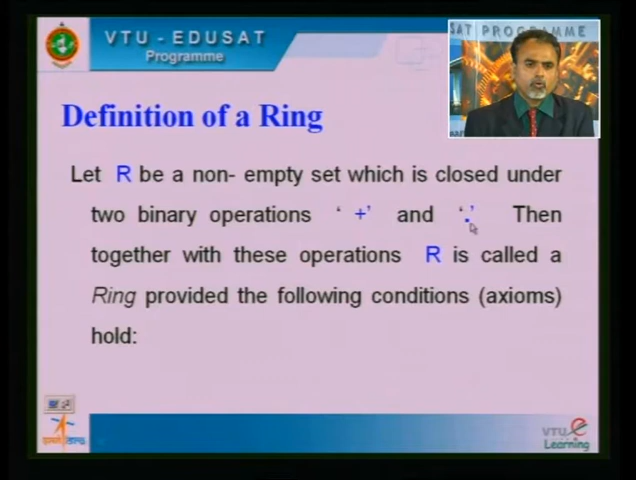 VTU - EDUSAT
Programme
SAT PROGRAMME
Definition of a Ring
Let R be a non- empty set which is closed under
two binary operations ‘ +’ and ‘.’ Then
together with these operations R is called a
Ring provided the following conditions (axioms)
hold:
VTU e
Learning